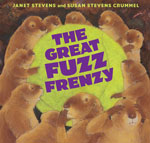 JANET STEVENS and SUSAN STEVENS CRUMMEL
THE
GREAT
FUZZ
FRENZY